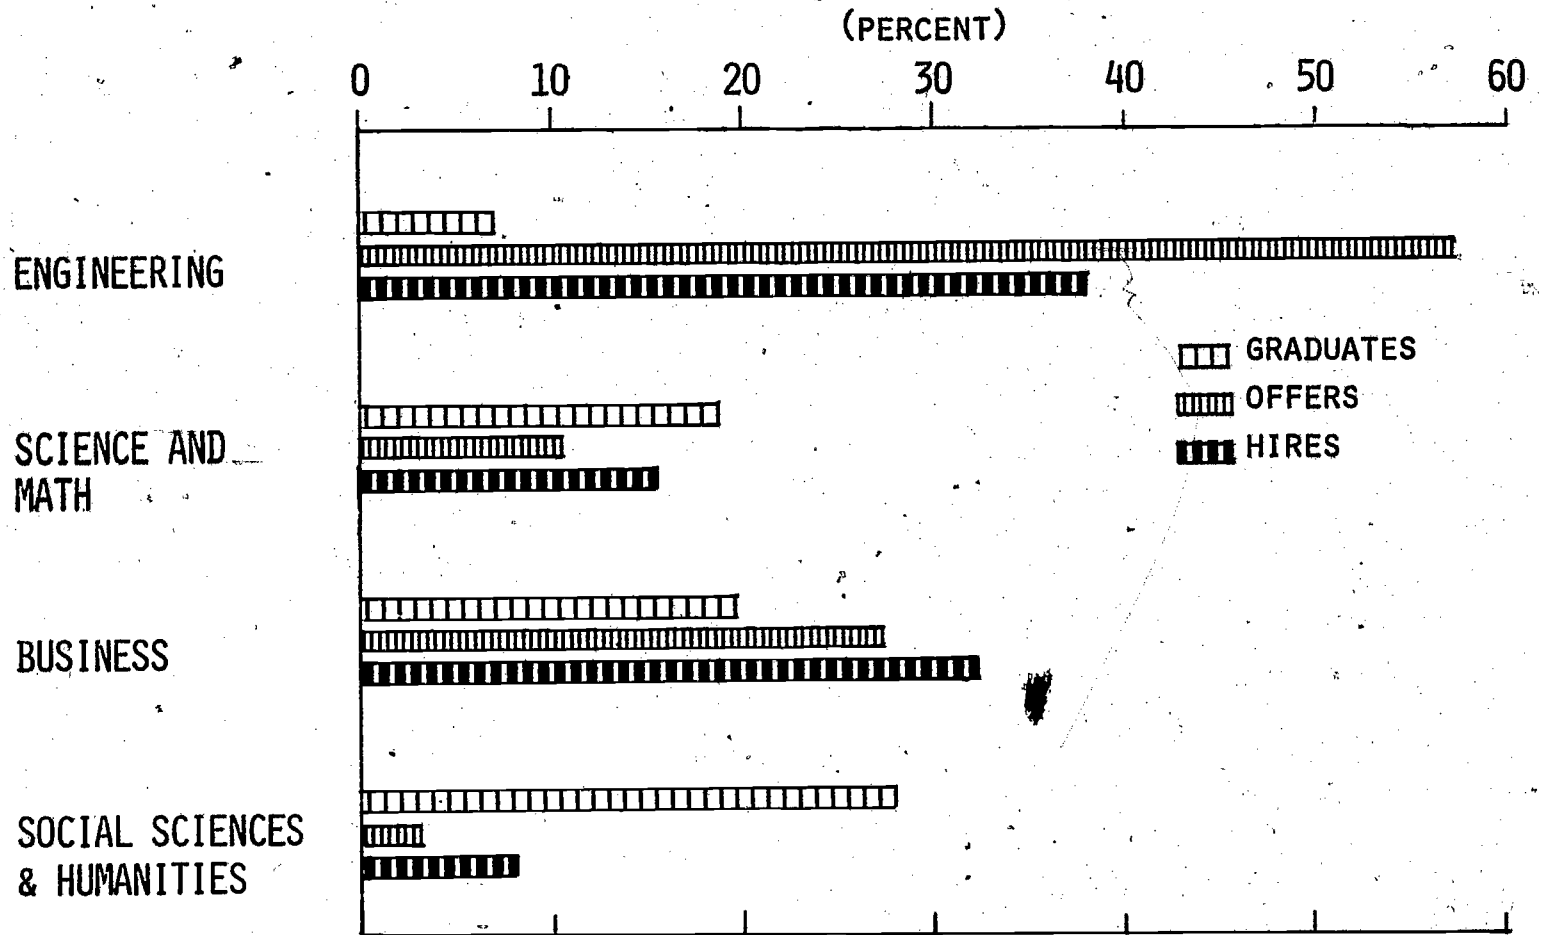 (PERCENT)
0 10 20 30 40 50 60
ENGINEERING
GRADUATES
OFFERS
HIRES
SCIENCE AND
MATH
BUSINESS
SOCIAL SCIENCES
& HUMANITIES